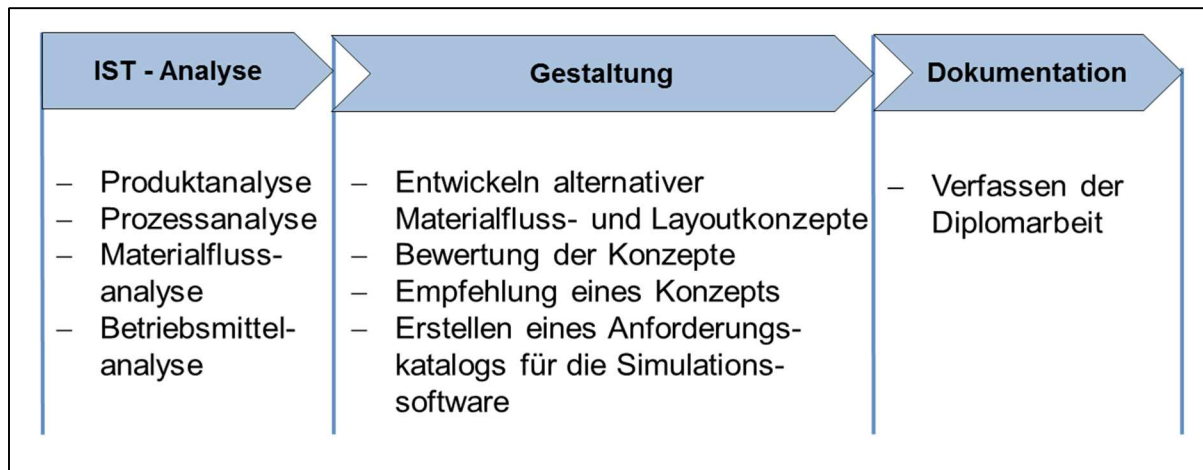 IST - Analyse
Gestaltung
Dokumentation
– Produktanalyse
– Prozessanalyse
– Materialfluss-
analyse
– Betriebsmittel-
analyse
– Entwickeln alternativer
Materialfluss- und Layoutkonzepte
– Bewertung der Konzepte
– Empfehlung eines Konzepts
– Erstellen eines Anforderungs-
katalogs für die Simulations-
software
– Verfassen der
Diplomarbeit